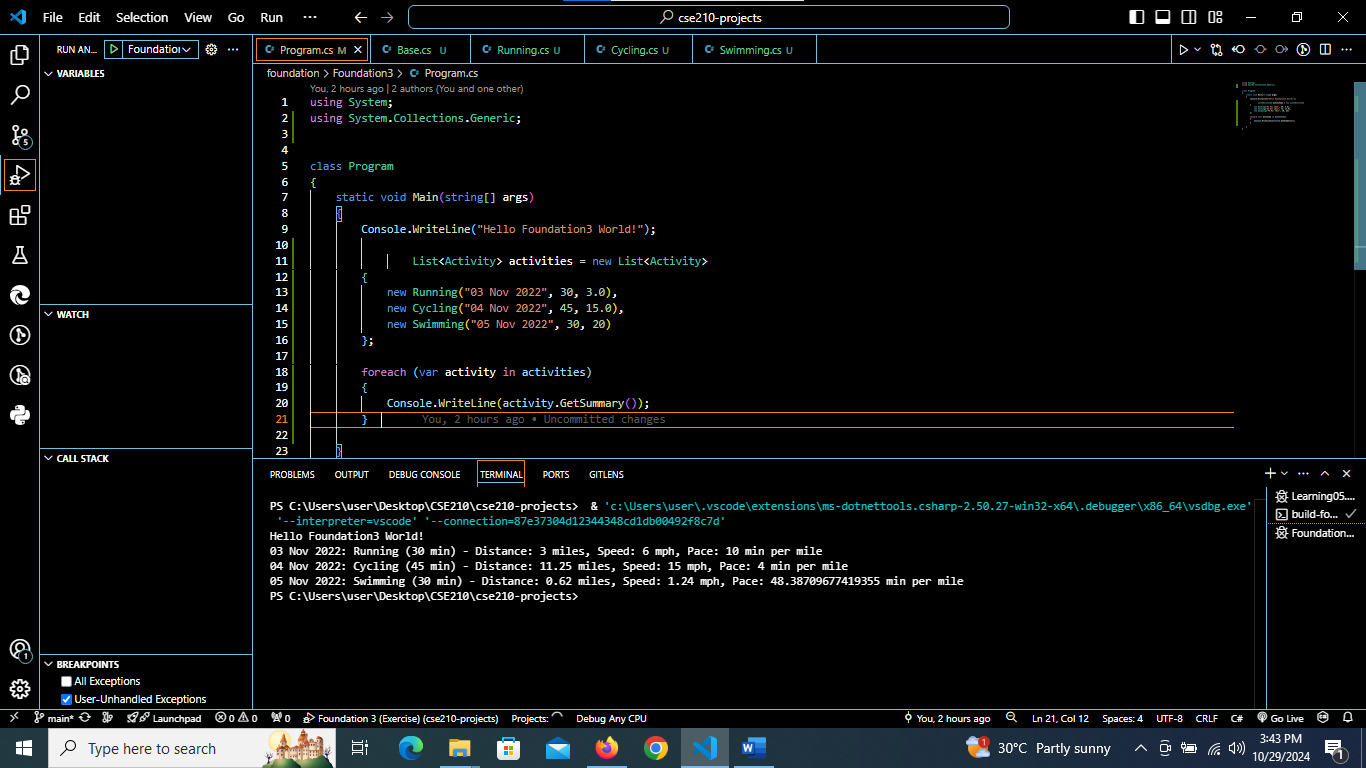 File Edit Selection View Go Run ··· cse210-projects
RUN AN... Foundation ···
Program.cs M Base.cs U Running.cs U Cycling.cs U Swimming.cs U
VARIABLES
WATCH
CALL STACK
BREAKPOINTS
All Exceptions
User-Unhandled Exceptions
foundation > Foundation3 > Program.cs
You, 2 hours ago | 2 authors (You and one other)
1 using System;
2 using System.Collections.Generic;
3
4
5 class Program
6 {
7 static void Main(string[] args)
8 {
9 Console.WriteLine("Hello Foundation3 World!");
10
11 List<Activity> activities = new List<Activity>
12 {
13 new Running("03 Nov 2022", 30, 3.0),
14 new Cycling("04 Nov 2022", 45, 15.0),
15 new Swimming("05 Nov 2022", 30, 20)
16 };
17
18 foreach (var activity in activities)
19 {
20 Console.WriteLine(activity.GetSummary());
21 } You, 2 hours ago • Uncommitted changes
22
23 }
PROBLEMS OUTPUT DEBUG CONSOLE TERMINAL PORTS GITLENS
PS C:\Users\user\Desktop\CSE210\cse210-projects> & 'c:\Users\user\.vscode\extensions\ms-dotnettools.csharp-2.50.27-win32-x64\.debugger\x86_64\vsdbg.exe'
'--interpreter=vscode' '--connection=87e37304d12344348cd1db00492f8c7d'
Hello Foundation3 World!
03 Nov 2022: Running (30 min) - Distance: 3 miles, Speed: 6 mph, Pace: 10 min per mile
04 Nov 2022: Cycling (45 min) - Distance: 11.25 miles, Speed: 15 mph, Pace: 4 min per mile
05 Nov 2022: Swimming (30 min) - Distance: 0.62 miles, Speed: 1.24 mph, Pace: 48.38709677419355 min per mile
PS C:\Users\user\Desktop\CSE210\cse210-projects>
Learning05....
build-fo...
Foundation...
5
1
main* Launchpad 0 0 0 Foundation 3 (Exercise) (cse210-projects) Projects: Debug Any CPU You, 2 hours ago Ln 21, Col 12 Spaces: 4 UTF-8 CRLF C# Go Live
Type here to search 1 30°C Partly sunny 3:43 PM 1
10/29/2024